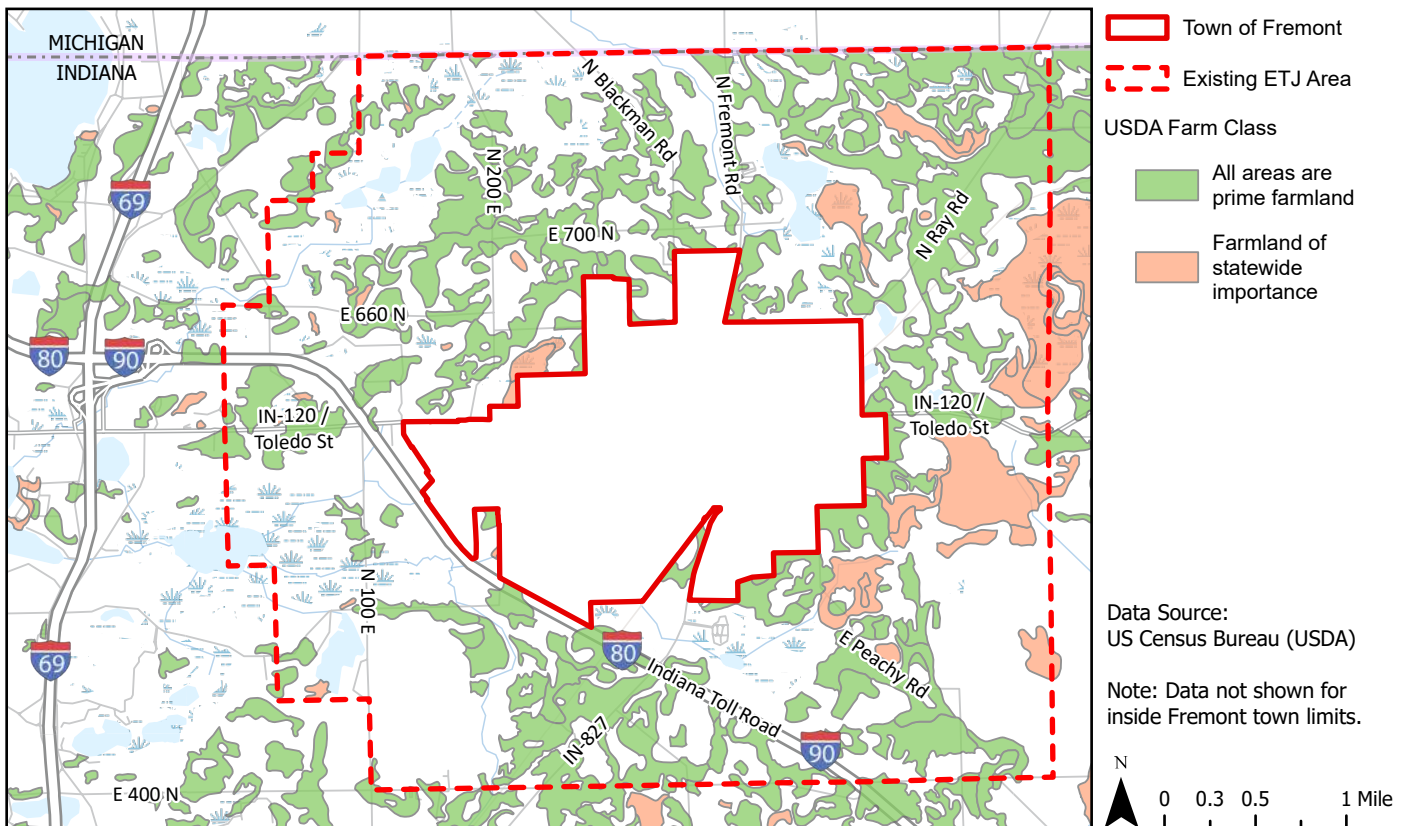 MICHIGAN
INDIANA
N Blackman Rd
N Fremont Rd
69
N 200 E
N Ray Rd
E 700 N
E 660 N
80
90
IN-120 /
Toledo St
IN-120 /
Toledo St
N 100 E
69
80
Indiana Toll Road
E Peachy Rd
IN-827
90
E 400 N
Town of Fremont
Existing ETJ Area
USDA Farm Class
All areas are
prime farmland
Farmland of
statewide
importance
Data Source:
US Census Bureau (USDA)
Note: Data not shown for
inside Fremont town limits.
N
0 0.3 0.5 1 Mile